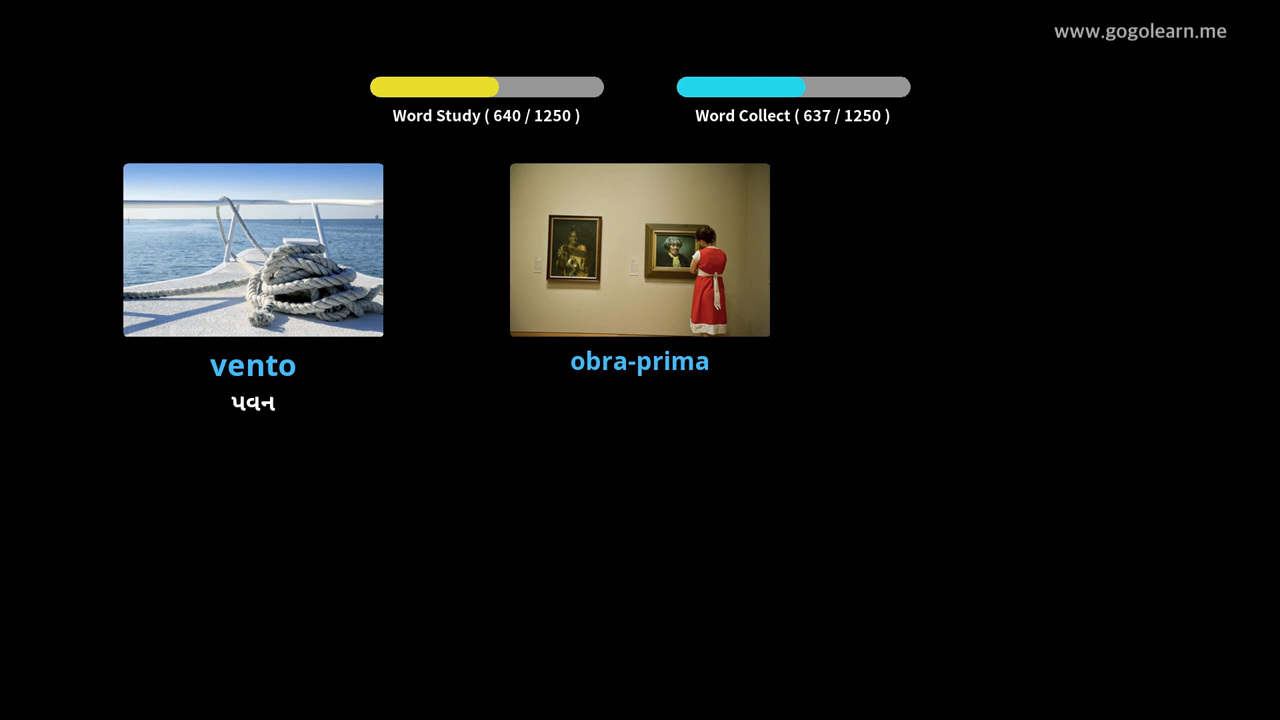 www.gogolearn.me
Word Study ( 640 / 1250 )
Word Collect ( 637 / 1250 )
vento
પવન
obra-prima